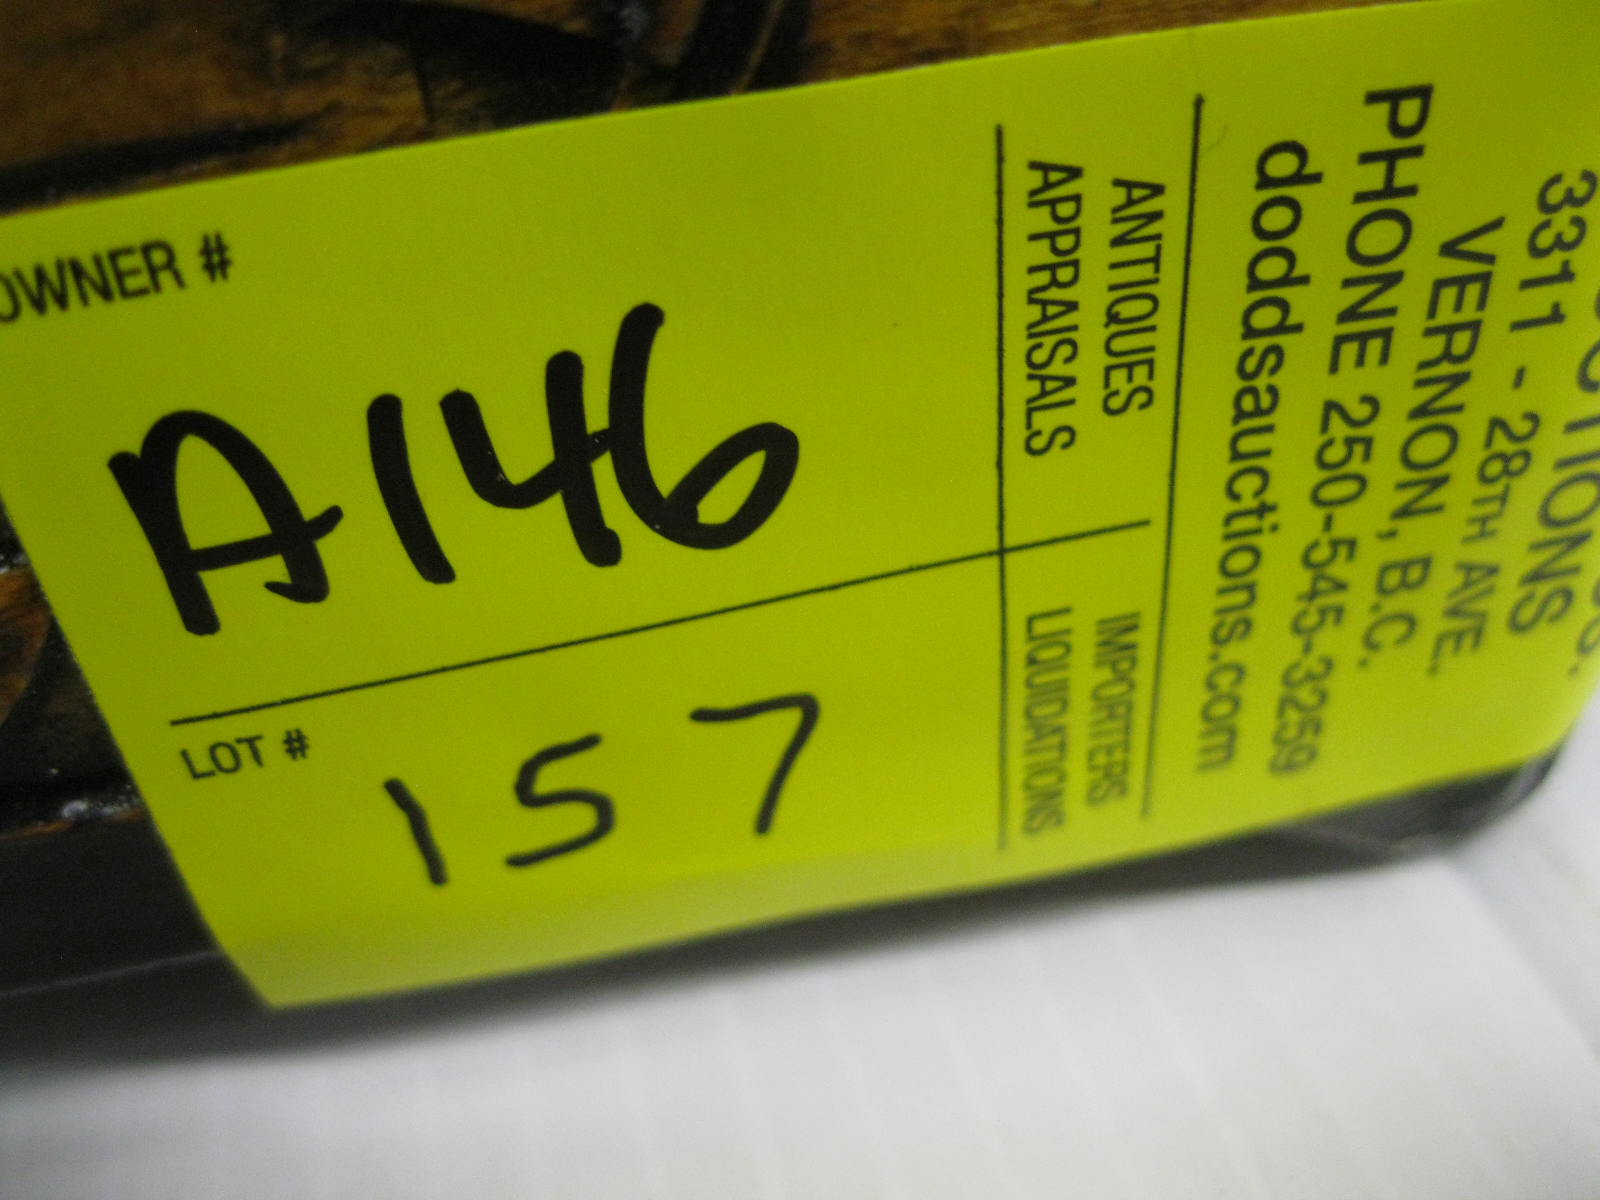 OWNER #
A146
LOT #
157
ANTIQUES
APPRAISALS
IMPORTERS
LIQUIDATIONS
3311 - 28TH AVE.
VERNON, B.C.
PHONE 250-545-3259
doddsauctions.com